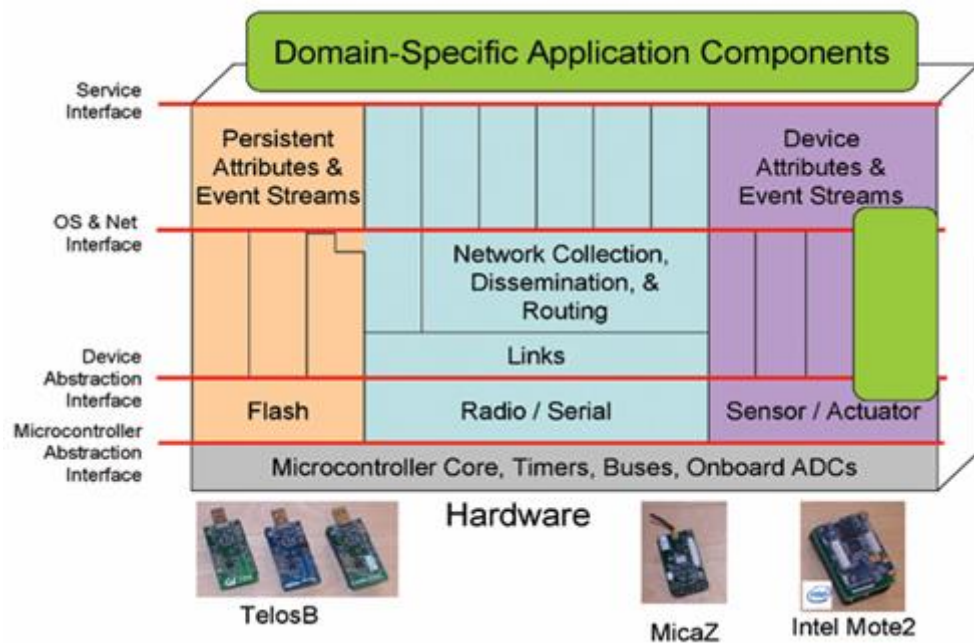 Domain-Specific Application Components
Service
Interface
Persistent
Attributes &
Event Streams
Device
Attributes &
Event Streams
OS & Net
Interface
Network Collection,
Dissemination, &
Routing
Links
Device
Abstraction
Interface
Flash
Radio / Serial
Sensor / Actuator
Microcontroller
Abstraction
Interface
Microcontroller Core, Timers, Buses, Onboard ADCs
Hardware
TelosB
MicaZ
intel
Intel Mote2